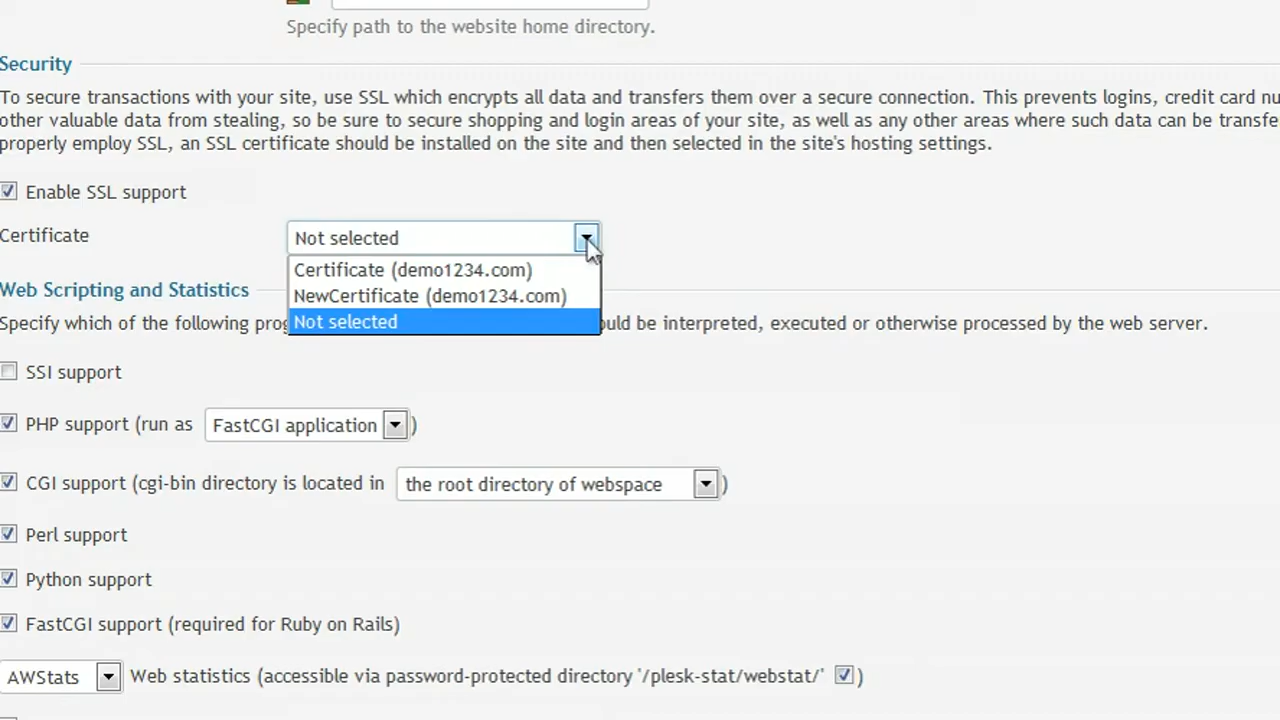 Specify path to the website home directory.
Security
To secure transactions with your site, use SSL which encrypts all data and transfers them over a secure connection. This prevents logins, credit card
other valuable data from stealing, so be sure to secure shopping and login areas of your site, as well as any other areas where such data can be
properly employ SSL, an SSL certificate should be installed on the site and then selected in the site's hosting settings.
Enable SSL support
Certificate
Not selected
Certificate (demo1234.com)
NewCertificate (demo1234.com)
Not selected
Web Scripting and Statistics
Specify which of the following be interpreted, executed or otherwise processed by the web server.
SSI support
PHP support (run as FastCGI application )
CGI support (cgi-bin directory is located in the root directory of webspace )
Perl support
Python support
FastCGI support (required for Ruby on Rails)
AWStats Web statistics (accessible via password-protected directory '/plesk-stat/webstat/' )